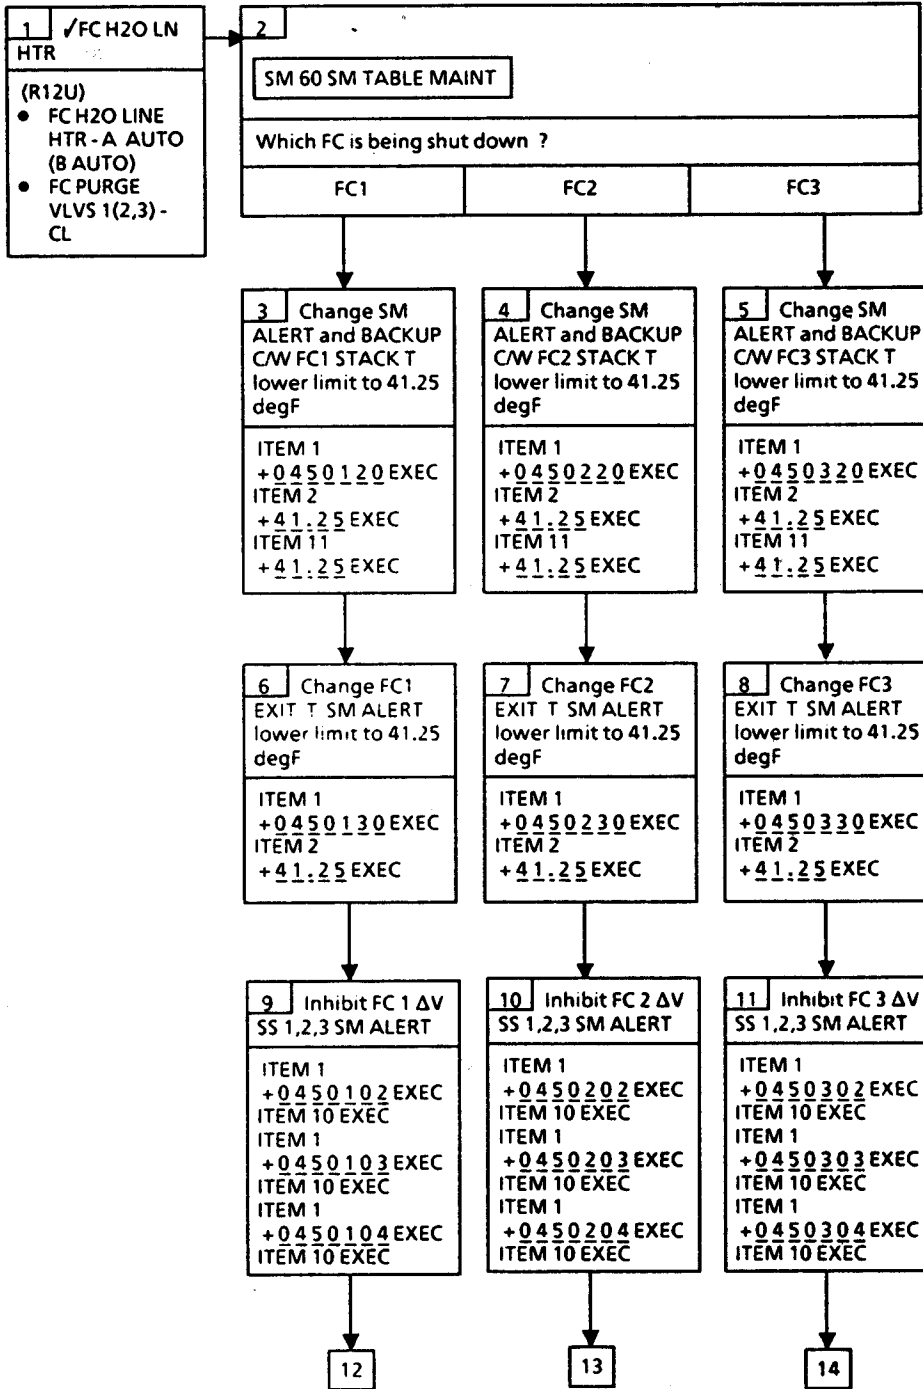 1 ✓FC H2O LN
HTR
(R12U)
● FC H2O LINE
HTR - A AUTO
(B AUTO)
● FC PURGE
VLVS 1(2,3) -
CL
2
SM 60 SM TABLE MAINT
Which FC is being shut down ?
FC1 FC2 FC3
3 Change SM
ALERT and BACKUP
C/W FC1 STACK T
lower limit to 41.25
degF
ITEM 1
+0450120 EXEC
ITEM 2
+41.25 EXEC
ITEM 11
+41.25 EXEC
4 Change SM
ALERT and BACKUP
C/W FC2 STACK T
lower limit to 41.25
degF
ITEM 1
+0450220 EXEC
ITEM 2
+41.25 EXEC
ITEM 11
+41.25 EXEC
5 Change SM
ALERT and BACKUP
C/W FC3 STACK T
lower limit to 41.25
degF
ITEM 1
+0450320 EXEC
ITEM 2
+41.25 EXEC
ITEM 11
+41.25 EXEC
6 Change FC1
EXIT T SM ALERT
lower limit to 41.25
degF
ITEM 1
+0450130 EXEC
ITEM 2
+41.25 EXEC
7 Change FC2
EXIT T SM ALERT
lower limit to 41.25
degF
ITEM 1
+0450230 EXEC
ITEM 2
+41.25 EXEC
8 Change FC3
EXIT T SM ALERT
lower limit to 41.25
degF
ITEM 1
+0450330 EXEC
ITEM 2
+41.25 EXEC
9 Inhibit FC 1 ΔV
SS 1,2,3 SM ALERT
ITEM 1
+0450102 EXEC
ITEM 10 EXEC
ITEM 1
+0450103 EXEC
ITEM 10 EXEC
ITEM 1
+0450104 EXEC
ITEM 10 EXEC
10 Inhibit FC 2 ΔV
SS 1,2,3 SM ALERT
ITEM 1
+0450202 EXEC
ITEM 10 EXEC
ITEM 1
+0450203 EXEC
ITEM 10 EXEC
ITEM 1
+0450204 EXEC
ITEM 10 EXEC
11 Inhibit FC 3 ΔV
SS 1,2,3 SM ALERT
ITEM 1
+0450302 EXEC
ITEM 10 EXEC
ITEM 1
+0450303 EXEC
ITEM 10 EXEC
ITEM 1
+0450304 EXEC
ITEM 10 EXEC
12
13
14